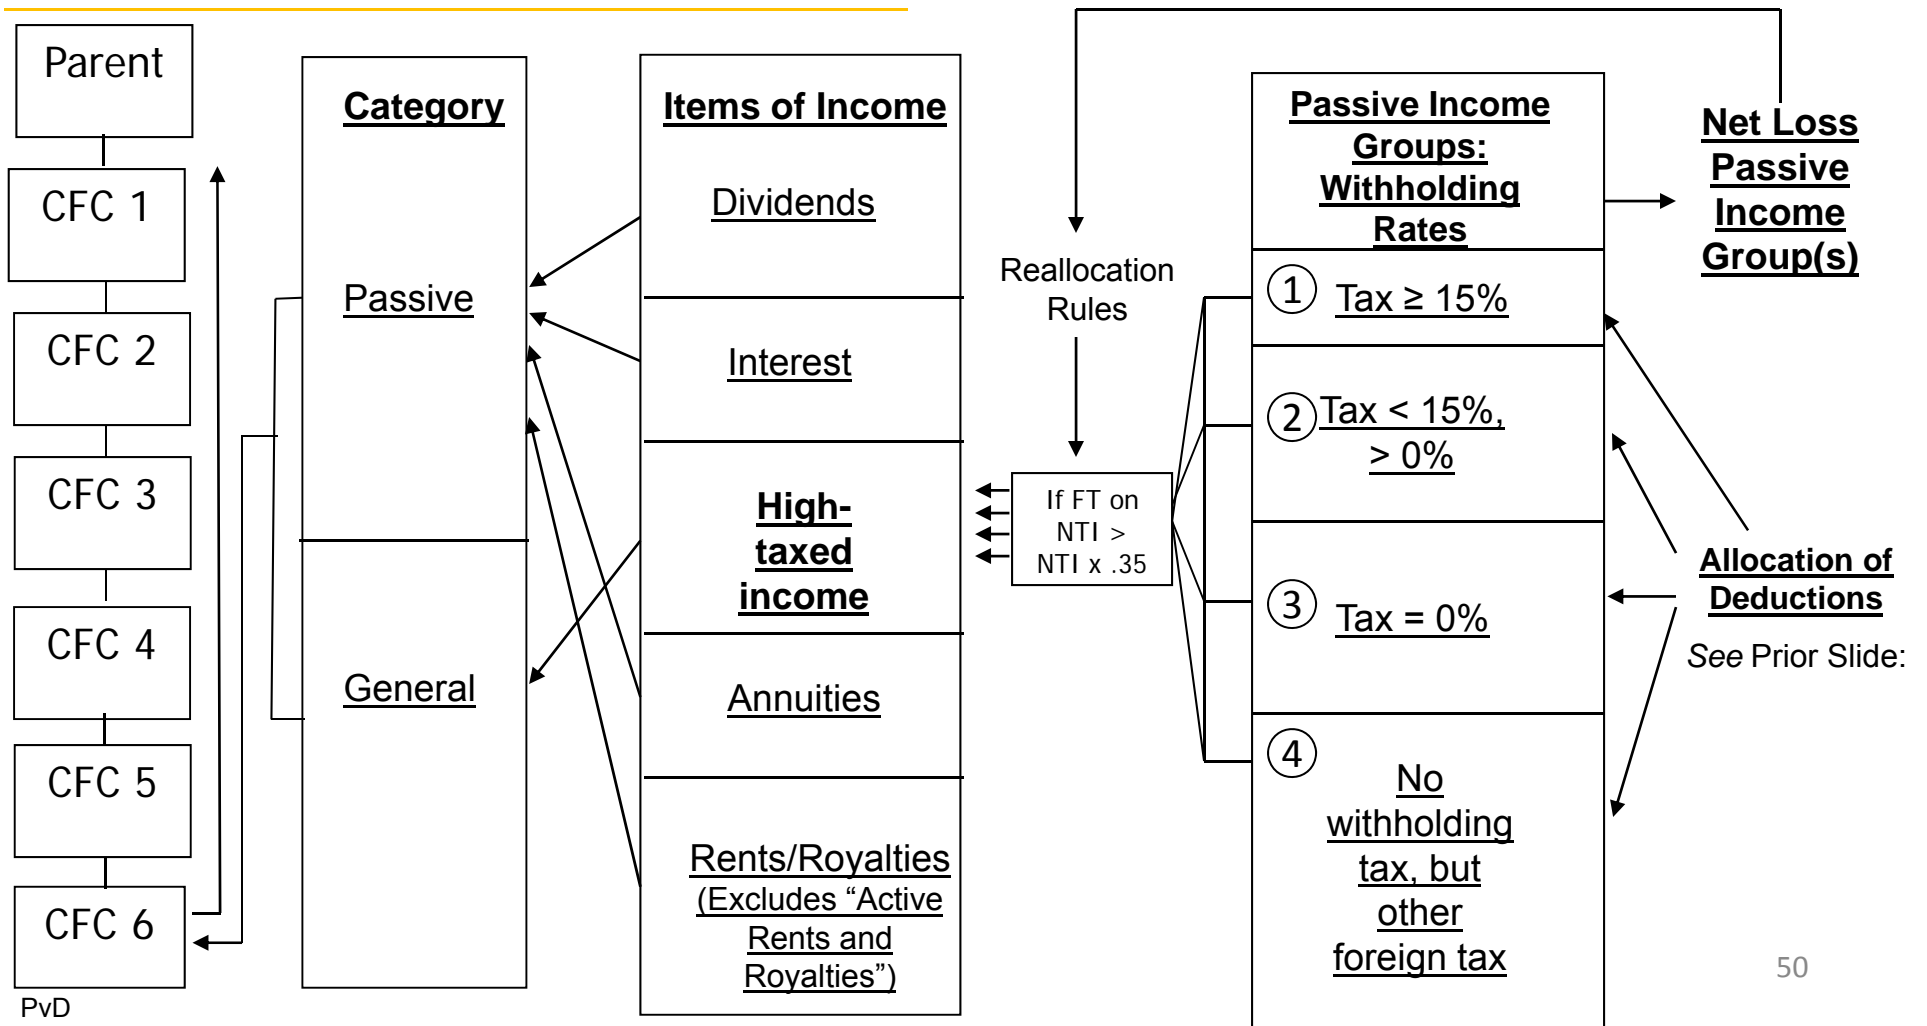 Parent
CFC 1
CFC 2
CFC 3
CFC 4
CFC 5
CFC 6
PvD
Category
Passive
General
Items of Income
Dividends
Interest
High-
taxed
income
Annuities
Rents/Royalties
(Excludes “Active
Rents and
Royalties”)
Reallocation
Rules
If FT on
NTI >
NTI x .35
Passive Income
Groups:
Withholding
Rates
1 Tax ≥ 15%
2 Tax < 15%,
> 0%
3 Tax = 0%
4
No
withholding
tax, but
other
foreign tax
Net Loss
Passive
Income
Group(s)
Allocation of
Deductions
See Prior Slide:
50